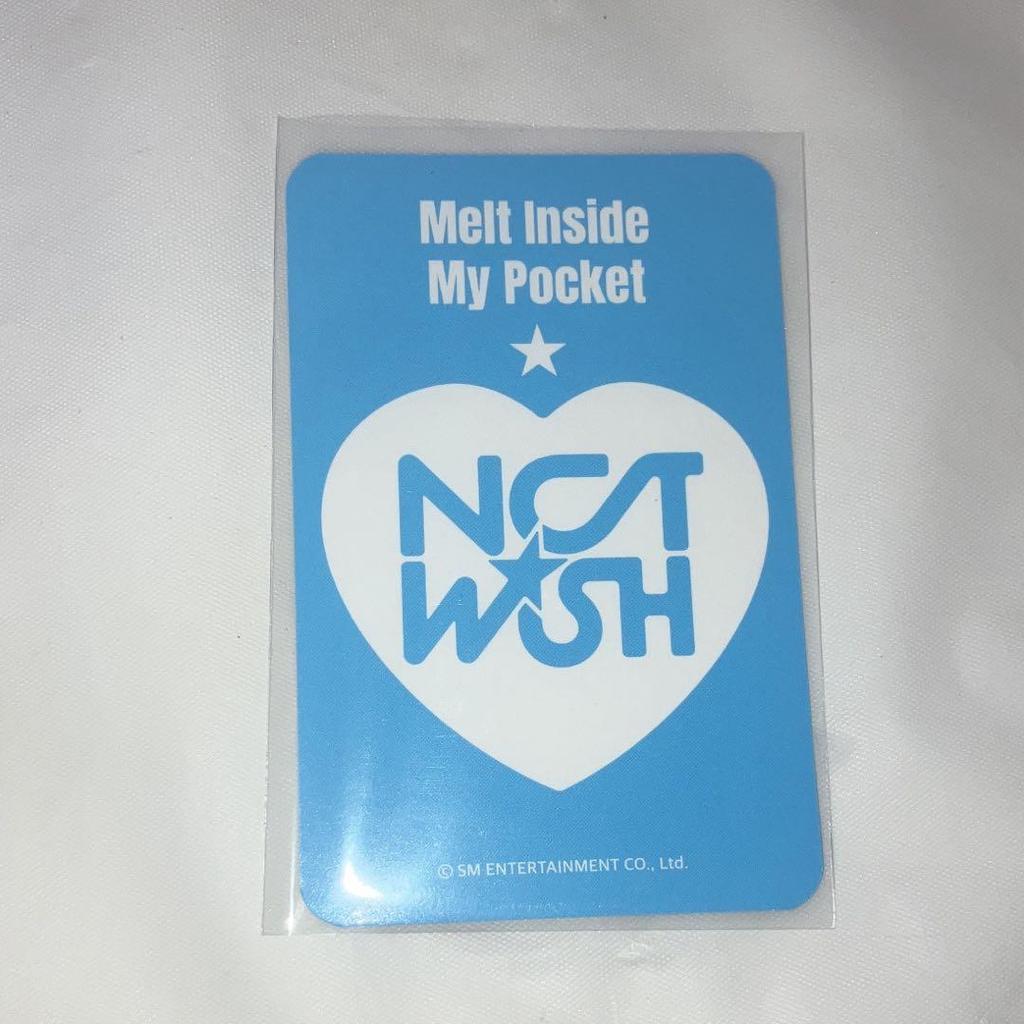 Melt Inside
My Pocket
NCT
WISH
© SM ENTERTAINMENT CO., Ltd.